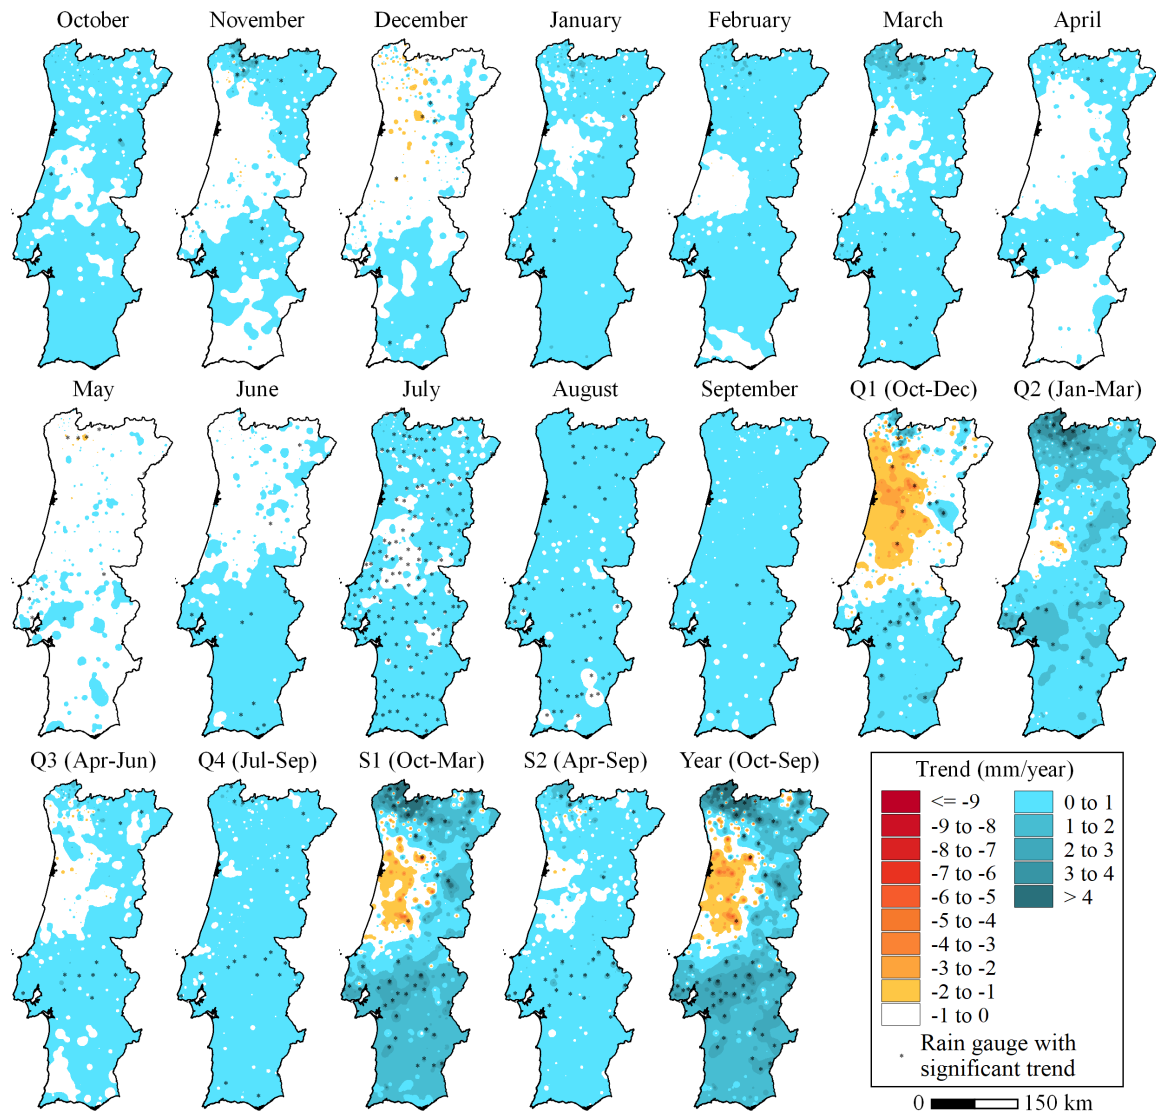 October
November
December
January
February
March
April
May
June
July
August
September
Q1 (Oct-Dec)
Q2 (Jan-Mar)
Q3 (Apr-Jun)
Q4 (Jul-Sep)
S1 (Oct-Mar)
S2 (Apr-Sep)
Year (Oct-Sep)
Trend (mm/year)
<= -9
-9 to -8
-8 to -7
-7 to -6
-6 to -5
-5 to -4
-4 to -3
-3 to -2
-2 to -1
-1 to 0
0 to 1
1 to 2
2 to 3
3 to 4
> 4
Rain gauge with
significant trend
0 150 km